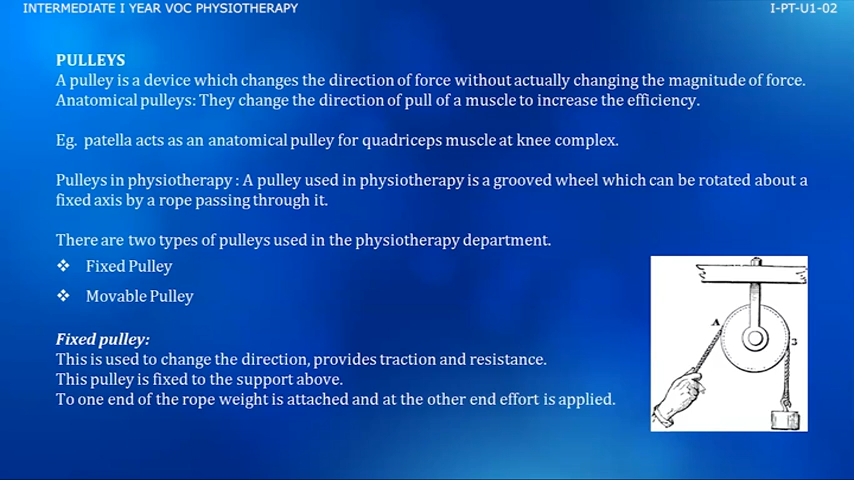 INTERMEDIATE I YEAR VOC PHYSIOTHERAPY
I-PT-U1-02
PULLEYS
A pulley is a device which changes the direction of force without actually changing the magnitude of force.
Anatomical pulleys: They change the direction of pull of a muscle to increase the efficiency.
Eg. patella acts as an anatomical pulley for quadriceps muscle at knee complex.
Pulleys in physiotherapy : A pulley used in physiotherapy is a grooved wheel which can be rotated about a
fixed axis by a rope passing through it.
There are two types of pulleys used in the physiotherapy department.
❖ Fixed Pulley
❖ Movable Pulley
Fixed pulley:
This is used to change the direction, provides traction and resistance.
This pulley is fixed to the support above.
To one end of the rope weight is attached and at the other end effort is applied.
A